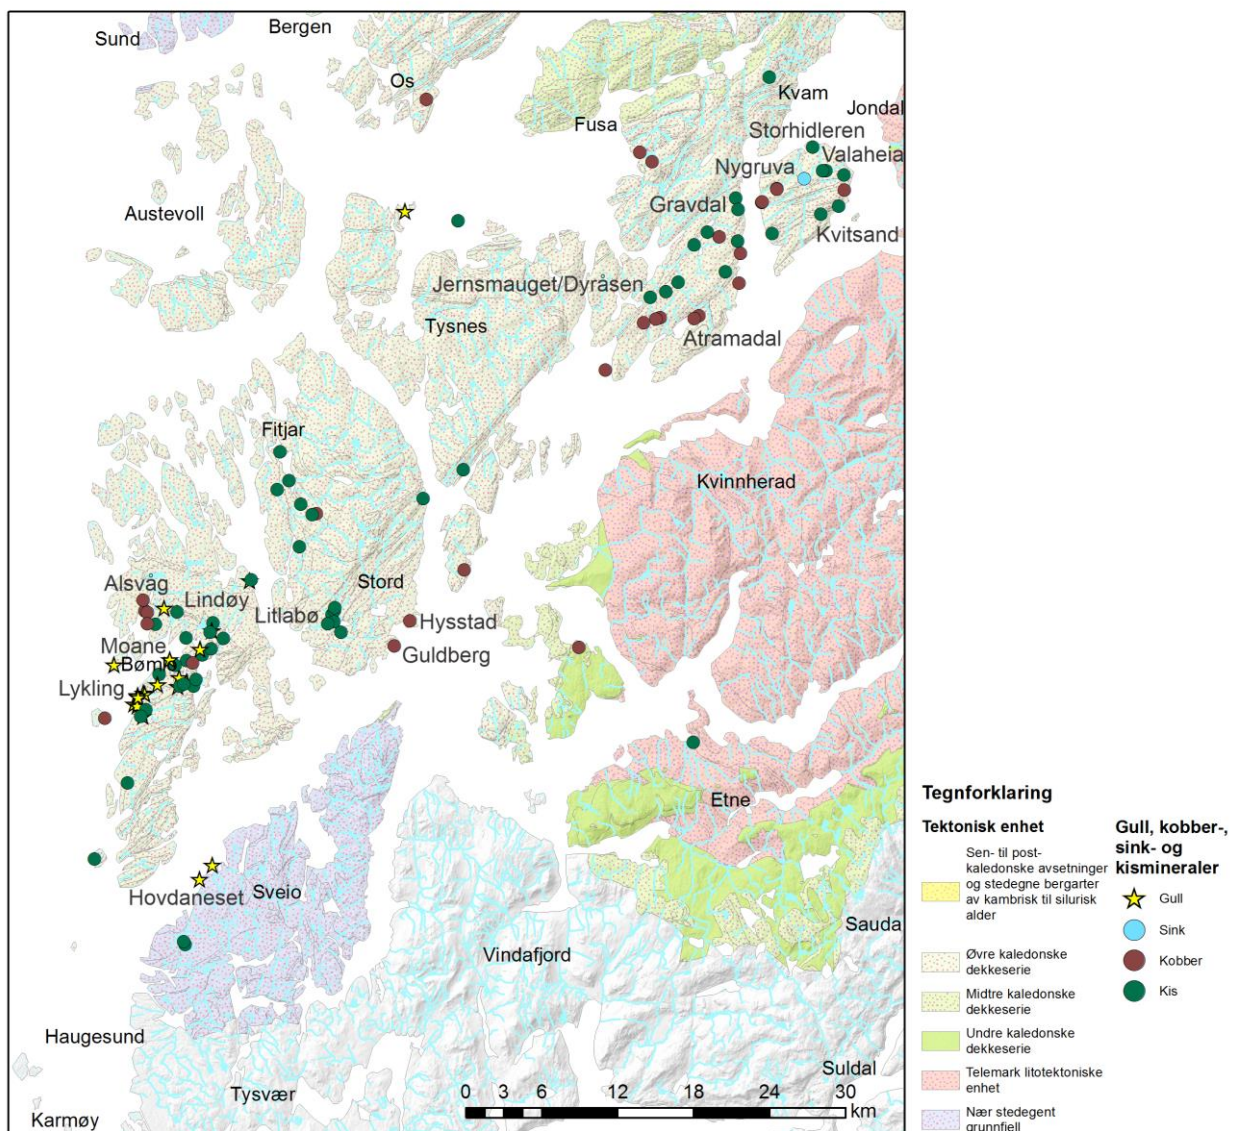 Bergen
Sund
Os
Kvam
Jondal
Fusa
Storhidleren
Valaheia
Nygruva
Austevoll
Gravdal
Kvitsand
Jernsmauget/Dyråsen
Tysnes
Atramadal
Fitjar
Kvinnherad
Alsvåg
Lindøy
Stord
Litlabø
Hysstad
Moane
Guldberg
Bømlo
Lykling
Etne
Hovdaneset
Sveio
Sauda
Vindafjord
Haugesund
Suldal
Tysvær
Karmøy
0 3 6 12 18 24 30
km
Tegnforklaring
Tektonisk enhet
Sen- til post-
kaledonske avsetninger
og stedegne bergarter
av kambrisk til silurisk
alder
Øvre kaledonske
dekkeserie
Midtre kaledonske
dekkeserie
Undre kaledonske
dekkeserie
Telemark litotektoniske
enhet
Nær stedegent
grunnfjell
Gull, kobber-,
sink- og
kismineraler
Gull
Sink
Kobber
Kis